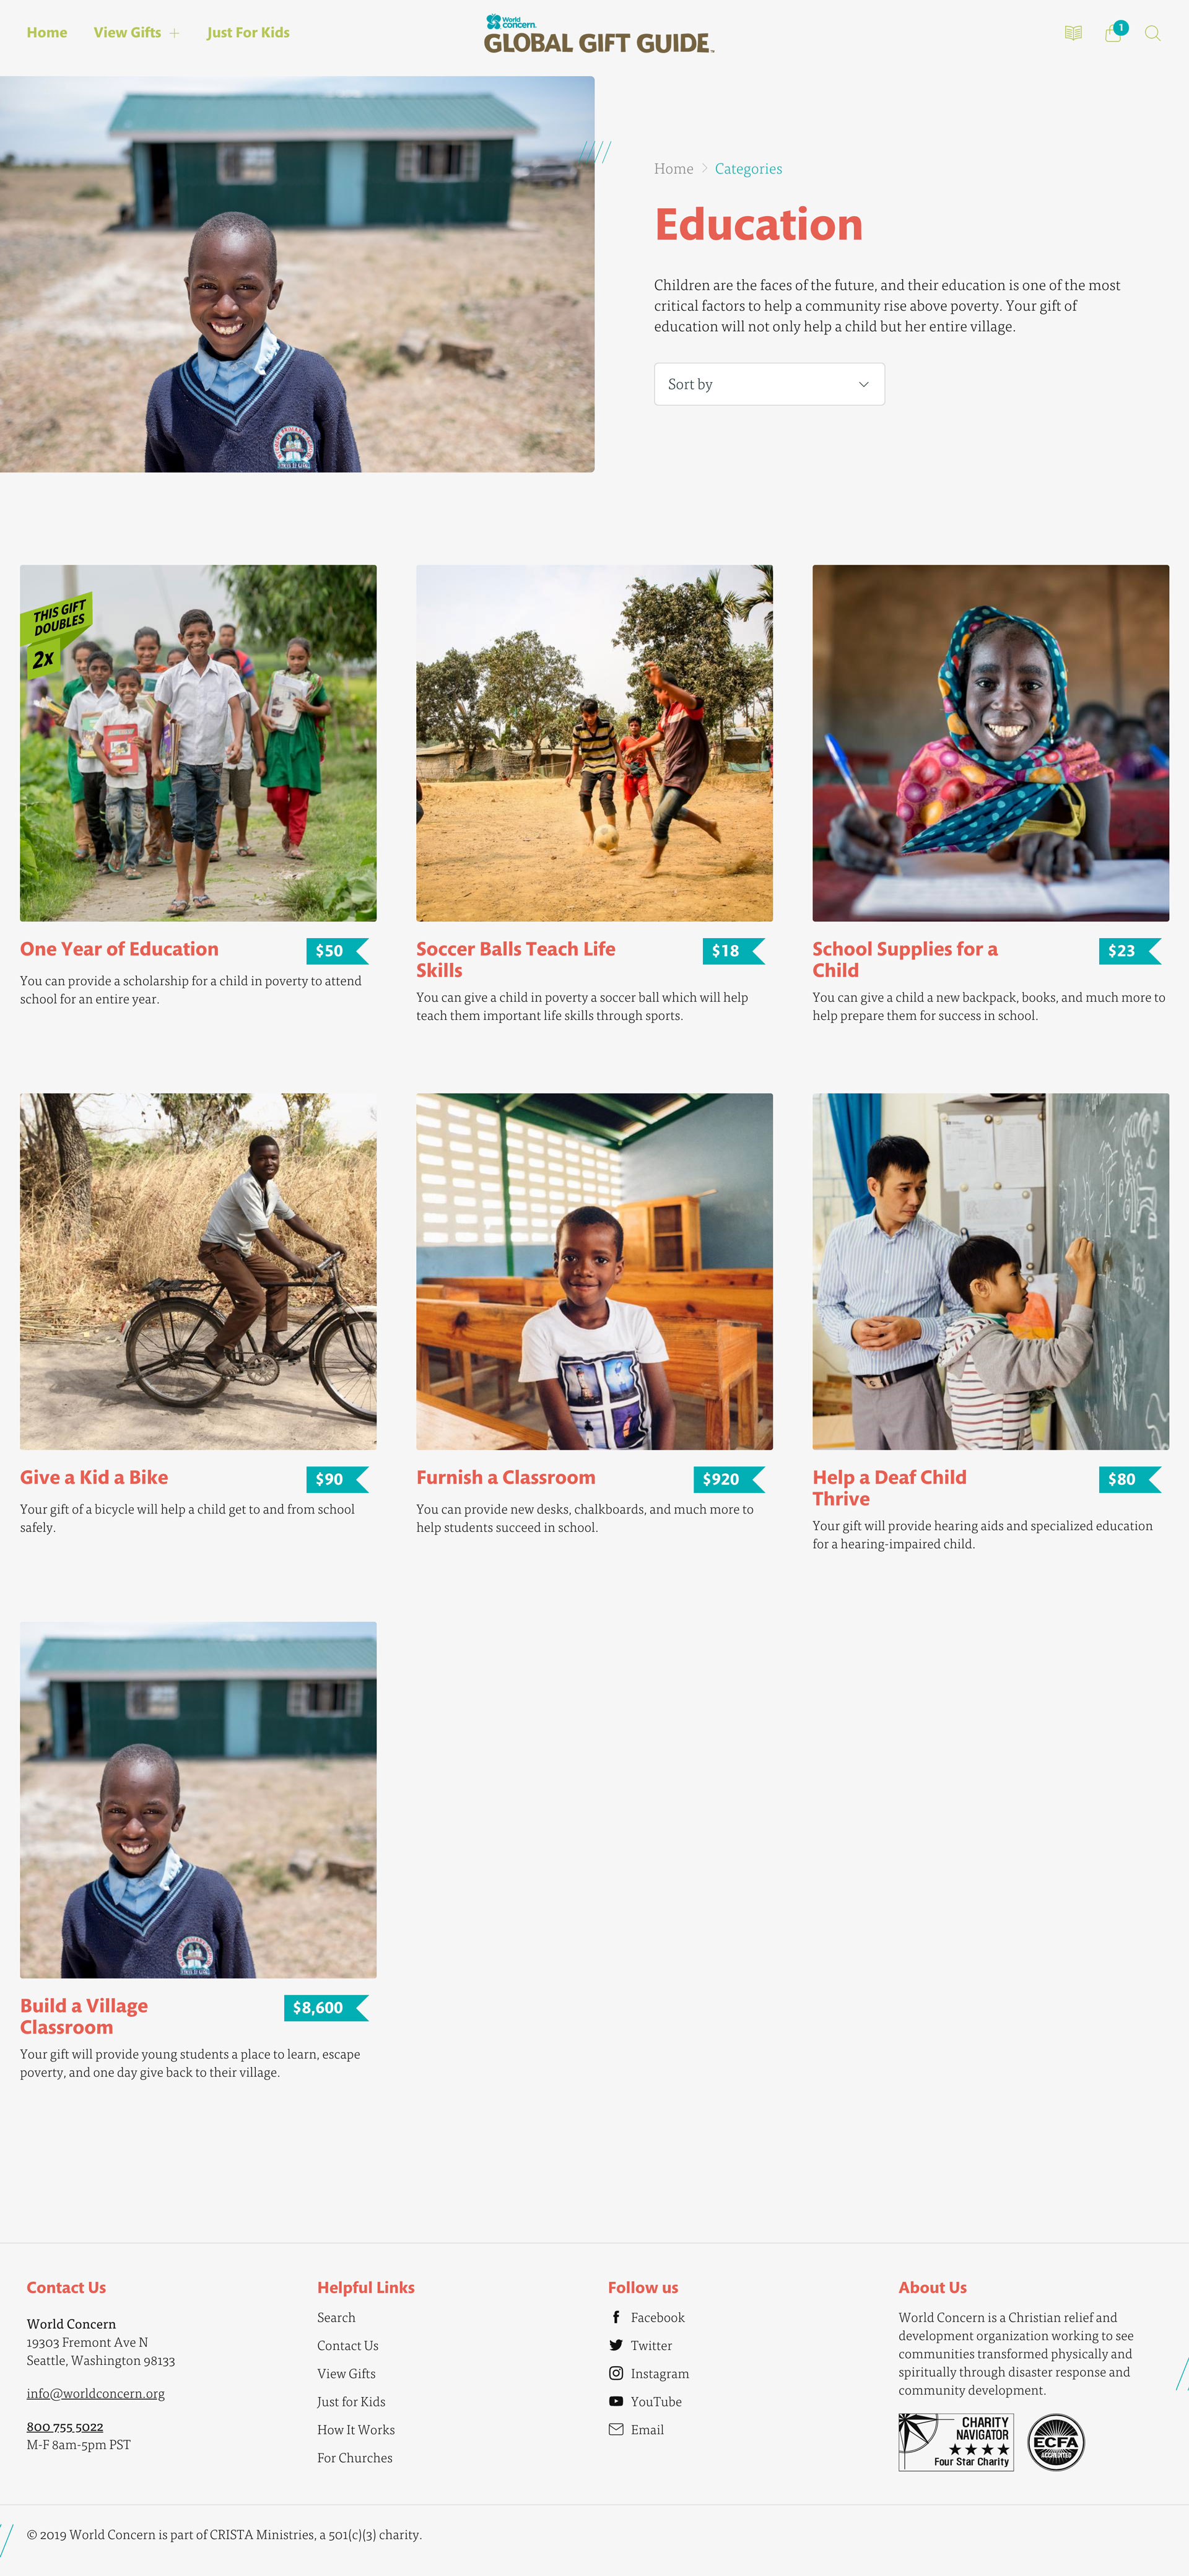 Home
View Gifts
Just For Kids
World
concern.
GLOBAL GIFT GUIDE™
1
Home
Categories
Education
Children are the faces of the future, and their education is one of the most
critical factors to help a community rise above poverty. Your gift of
education will not only help a child but her entire village.
Sort by
THIS GIFT
DOUBLES
2x
One Year of Education
$50
You can provide a scholarship for a child in poverty to attend
school for an entire year.
Soccer Balls Teach Life
Skills
$18
You can give a child in poverty a soccer ball which will help
teach them important life skills through sports.
School Supplies for a
Child
$23
You can give a child a new backpack, books, and much more to
help prepare them for success in school.
Give a Kid a Bike
$90
Your gift of a bicycle will help a child get to and from school
safely.
Furnish a Classroom
$920
You can provide new desks, chalkboards, and much more to
help students succeed in school.
Help a Deaf Child
Thrive
$80
Your gift will provide hearing aids and specialized education
for a hearing-impaired child.
Build a Village
Classroom
$8,600
Your gift will provide young students a place to learn, escape
poverty, and one day give back to their village.
Contact Us
World Concern
19303 Fremont Ave N
Seattle, Washington 98133
info@worldconcern.org
800 755 5022
M-F 8am-5pm PST
Helpful Links
Search
Contact Us
View Gifts
Just for Kids
How It Works
For Churches
Follow us
Facebook
Twitter
Instagram
YouTube
Email
About Us
World Concern is a Christian relief and
development organization working to see
communities transformed physically and
spiritually through disaster response and
community development.
CHARITY
NAVIGATOR
Four Star Charity
ECFA
ACCREDITED
© 2019 World Concern is part of CRISTA Ministries, a 501(c)(3) charity.